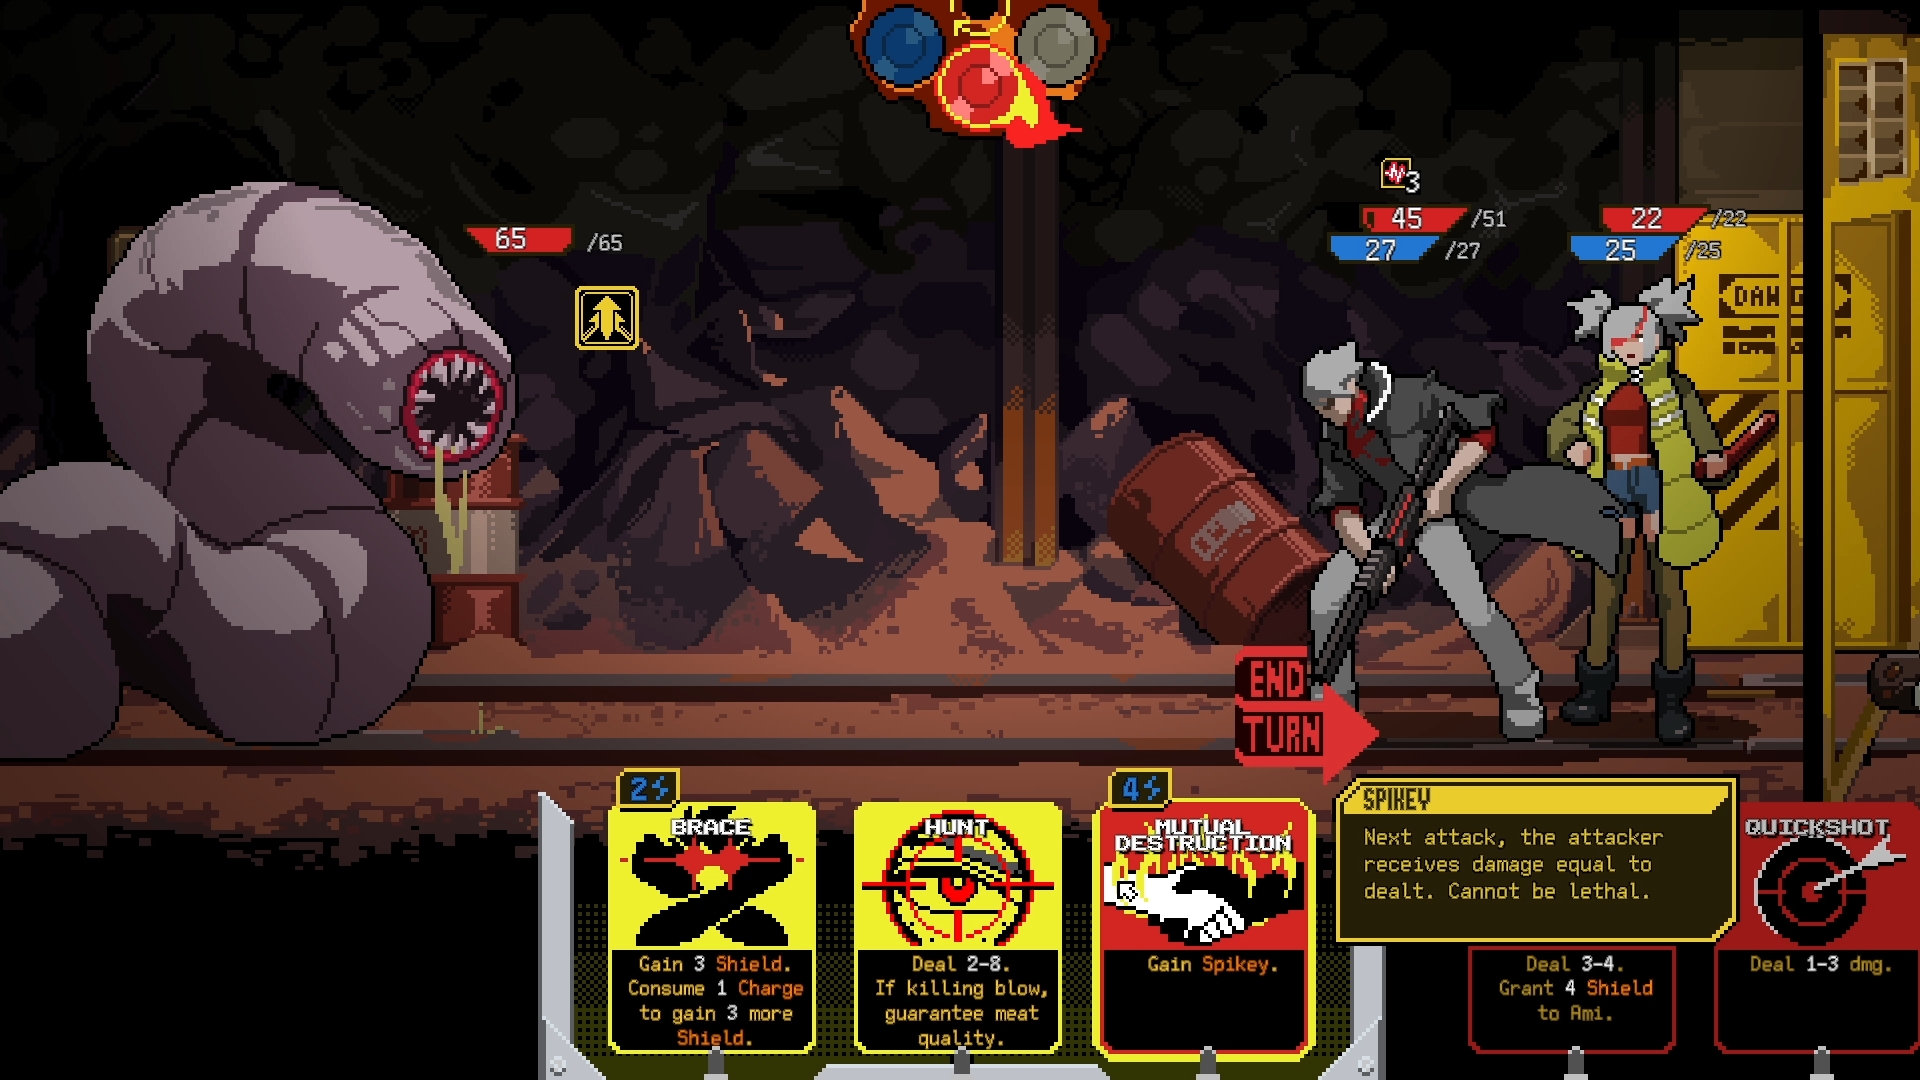 3
65 /65
45 /51
22 /22
27 /27
25 /25
END
TURN
2
BRACE
Gain 3 Shield.
Consume 1 Charge
to gain 3 more
Shield.
HUNT
Deal 2-8.
If killing blow,
guarantee meat
quality.
4
MUTUAL
DESTRUCTION
Gain Spikey.
SPIKEY
Next attack, the attacker
receives damage equal to
dealt. Cannot be lethal.
Deal 3-4.
Grant 4 Shield
to Ami.
QUICKSHOT
Deal 1-3 dmg.